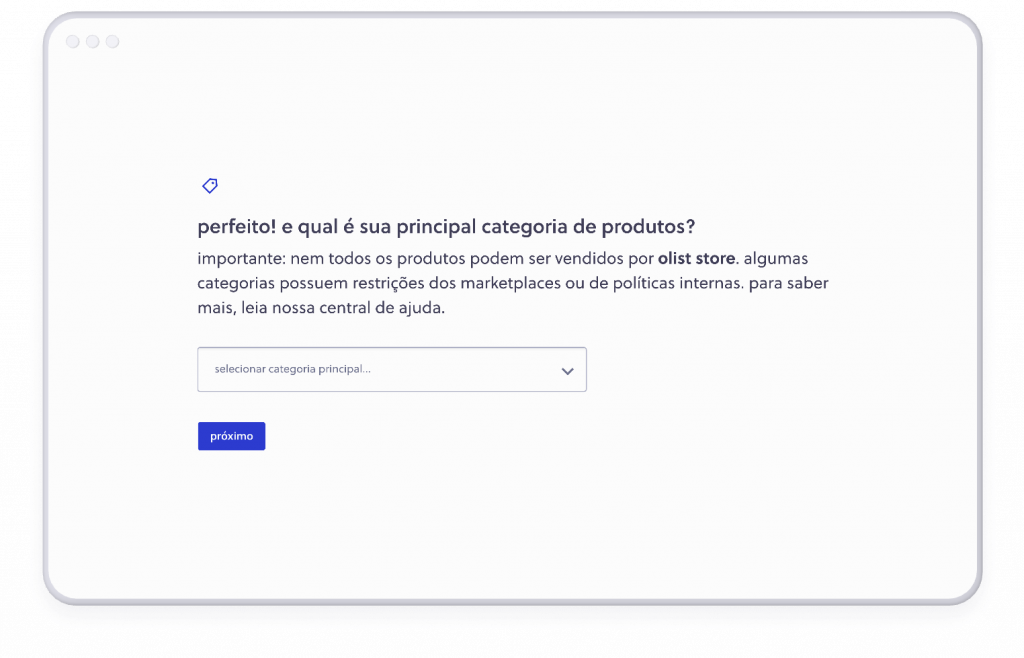 perfeito! e qual é sua principal categoria de produtos?
importante: nem todos os produtos podem ser vendidos por olist store. algumas
categorias possuem restrições dos marketplaces ou de políticas internas. para saber
mais, leia nossa central de ajuda.
selecionar categoria principal...
próximo